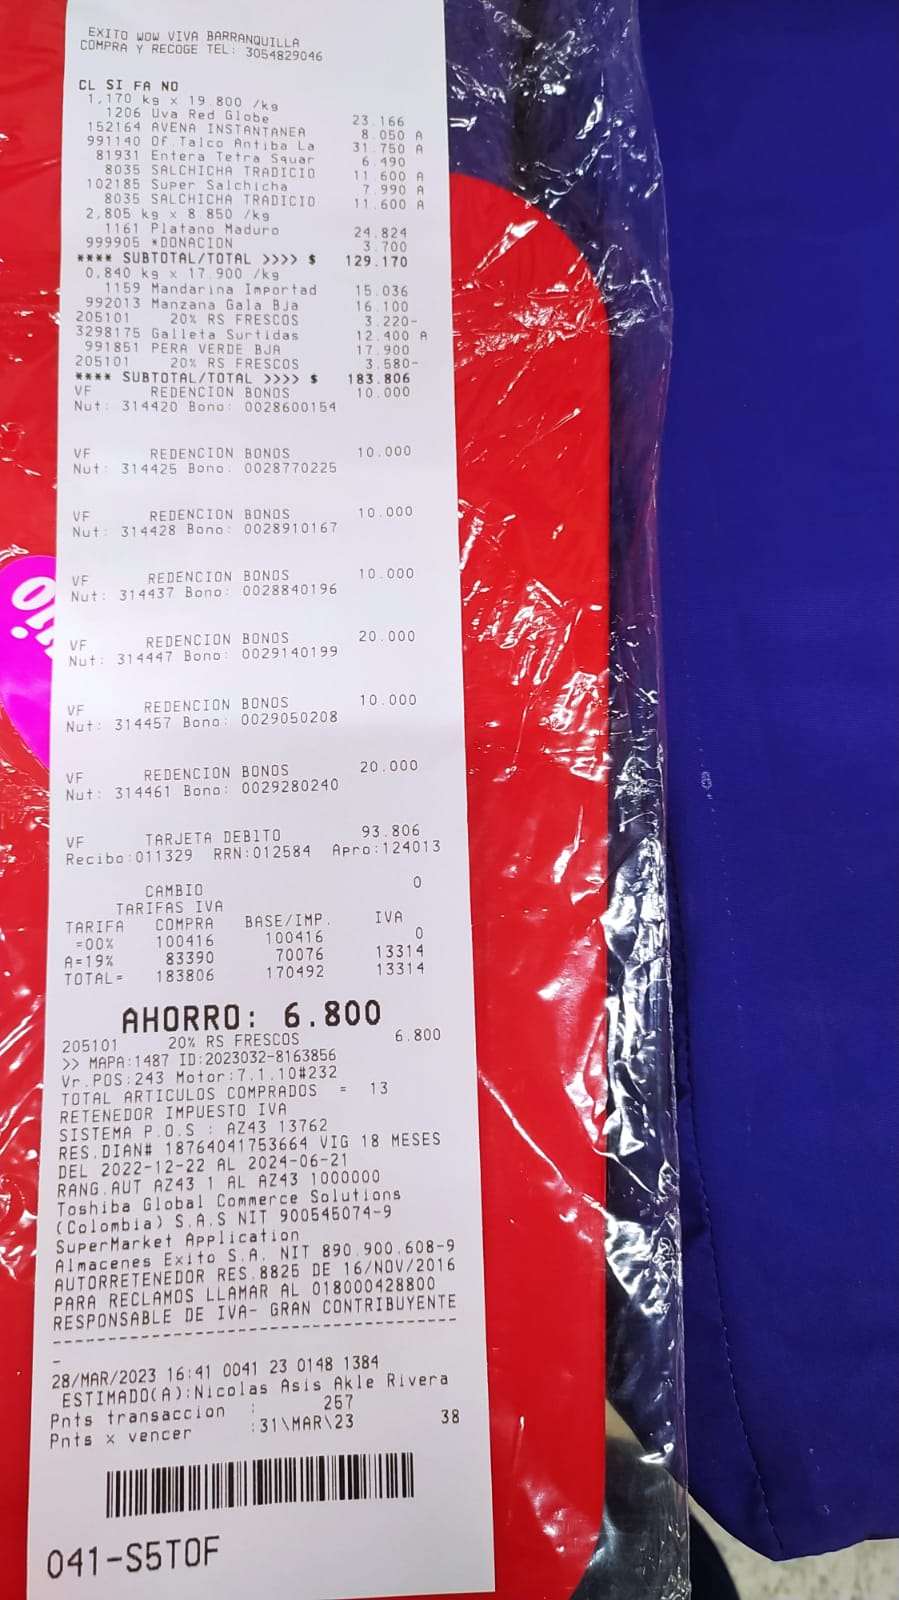 EXITO WOW VIVA BARRANQUILLA
COMPRA Y RECOGE TEL: 3054829046
CL SI FA NO
1,170 kg x 19.800 /kg
1206 Uva Red Globe 23.166
152164 AVENA INSTANTANEA 8.050 A
991140 Of.Talco Antiba La 31.750 A
81931 Entera Tetra Squar 6.490
8035 SALCHICHA TRADICIO 11.600 A
102185 Super Salchicha 7.990 A
8035 SALCHICHA TRADICIO 11.600 A
2,805 kg x 8.850 /kg
1161 Platano Maduro 24.824
999905 *DONACION 3.700
**** SUBTOTAL/TOTAL >>>> $ 129.170
0,840 kg x 17.900 /kg
1159 Mandarina Importad 15.036
992013 Manzana Gala Bja 16.100
205101 20% RS FRESCOS 3.220-
3298175 Galleta Surtidas 12.400 A
991851 PERA VERDE BJA 17.900
205101 20% RS FRESCOS 3.580-
**** SUBTOTAL/TOTAL >>>> $ 183.806
VF REDENCION BONOS 10.000
Nut: 314420 Bono: 0028600154
VF REDENCION BONOS 10.000
Nut: 314425 Bono: 0028770225
VF REDENCION BONOS 10.000
Nut: 314428 Bono: 0028910167
VF REDENCION BONOS 10.000
Nut: 314437 Bono: 0028840196
VF REDENCION BONOS 20.000
Nut: 314447 Bono: 0029140199
VF REDENCION BONOS 10.000
Nut: 314457 Bono: 0029050208
VF REDENCION BONOS 20.000
Nut: 314461 Bono: 0029280240
VF TARJETA DEBITO 93.806
Recibo:011329 RRN:012584 Apro:124013
CAMBIO 0
TARIFAS IVA
TARIFA COMPRA BASE/IMP. IVA
=00% 100416 100416 0
A=19% 83390 70076 13314
TOTAL= 183806 170492 13314
AHORRO: 6.800
205101 20% RS FRESCOS 6.800
>> MAPA:1487 ID:2023032-8163856
Vr.POS:243 Motor:7.1.10#232
TOTAL ARTICULOS COMPRADOS = 13
RETENEDOR IMPUESTO IVA
SISTEMA P.O.S : AZ43 13762
RES.DIAN# 18764041753664 VIG 18 MESES
DEL 2022-12-22 AL 2024-06-21
RANG.AUT AZ43 1 AL AZ43 1000000
Toshiba Global Commerce Solutions
(Colombia) S.A.S NIT 900545074-9
SuperMarket Application
Almacenes Exito S.A. NIT 890.900.608-9
AUTORRETENEDOR RES.8825 DE 16/NOV/2016
PARA RECLAMOS LLAMAR AL 018000428800
RESPONSABLE DE IVA- GRAN CONTRIBUYENTE
28/MAR/2023 16:41 0041 23 0148 1384
ESTIMADO(A):Nicolas Asis Akle Rivera
Pnts transaccion : 257
Pnts x vencer :31\MAR\23 38
041-S5TOF